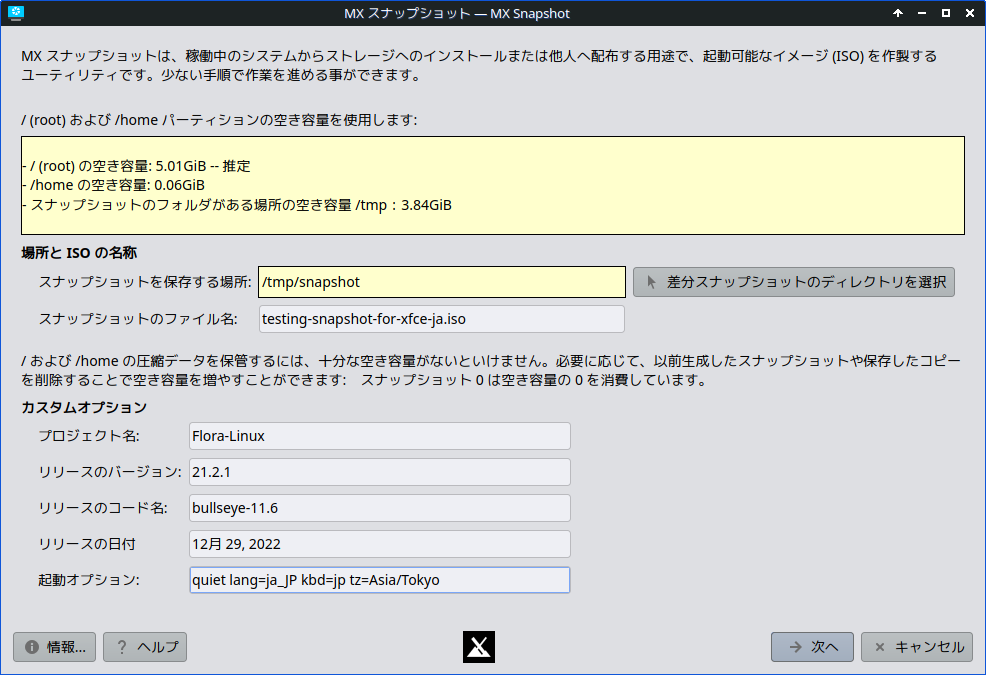 MX スナップショット — MX Snapshot
MX スナップショットは、稼働中のシステムからストレージへのインストールまたは他人へ配布する用途で、起動可能なイメージ (ISO) を作製する
ユーティリティです。少ない手順で作業を進める事ができます。
/ (root) および /home パーティションの空き容量を使用します:
- / (root) の空き容量: 5.01GiB -- 推定
- /home の空き容量: 0.06GiB
- スナップショットのフォルダがある場所の空き容量 /tmp：3.84GiB
場所と ISO の名称
スナップショットを保存する場所: /tmp/snapshot 差分スナップショットのディレクトリを選択
スナップショットのファイル名: testing-snapshot-for-xfce-ja.iso
/ および /home の圧縮データを保管するには、十分な空き容量がないといけません。必要に応じて、以前生成したスナップショットや保存したコピー
を削除することで空き容量を増やすことができます:　スナップショット 0 は空き容量の 0 を消費しています。
カスタムオプション
プロジェクト名: Flora-Linux
リリースのバージョン: 21.2.1
リリースのコード名: bullseye-11.6
リリースの日付 12月 29, 2022
起動オプション: quiet lang=ja_JP kbd=jp tz=Asia/Tokyo
情報... ? ヘルプ 次へ キャンセル